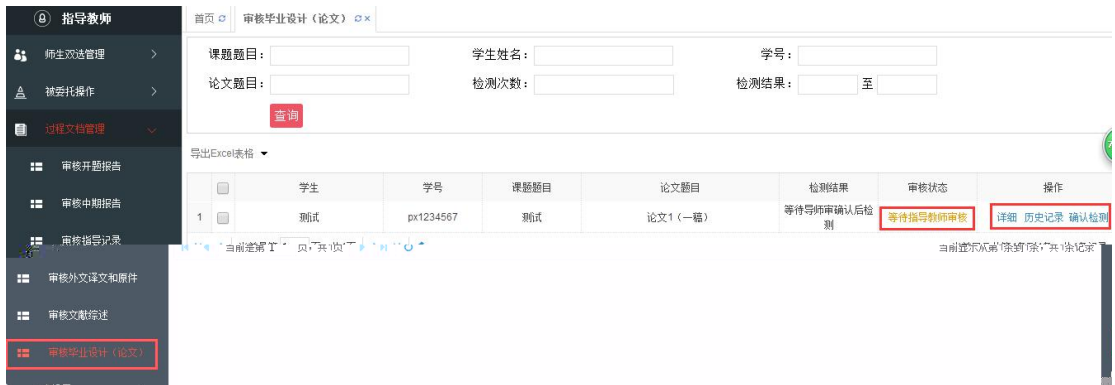 指导教师
首页 审核毕业设计（论文）
师生双选管理
被委托操作
过程文档管理
审核开题报告
审核中期报告
审核指导记录
审核外文译文和原件
审核文献综述
审核毕业设计（论文）
课题题目： 学生姓名： 学号：
论文题目： 检测次数： 检测结果： 至
查询
导出Excel表格
学生 学号 课题题目 论文题目 检测结果 审核状态 操作
1 测试 px1234567 测试 论文1（一稿） 等待导师审确认后检测 等待指导教师审核 详细 历史记录 确认检测